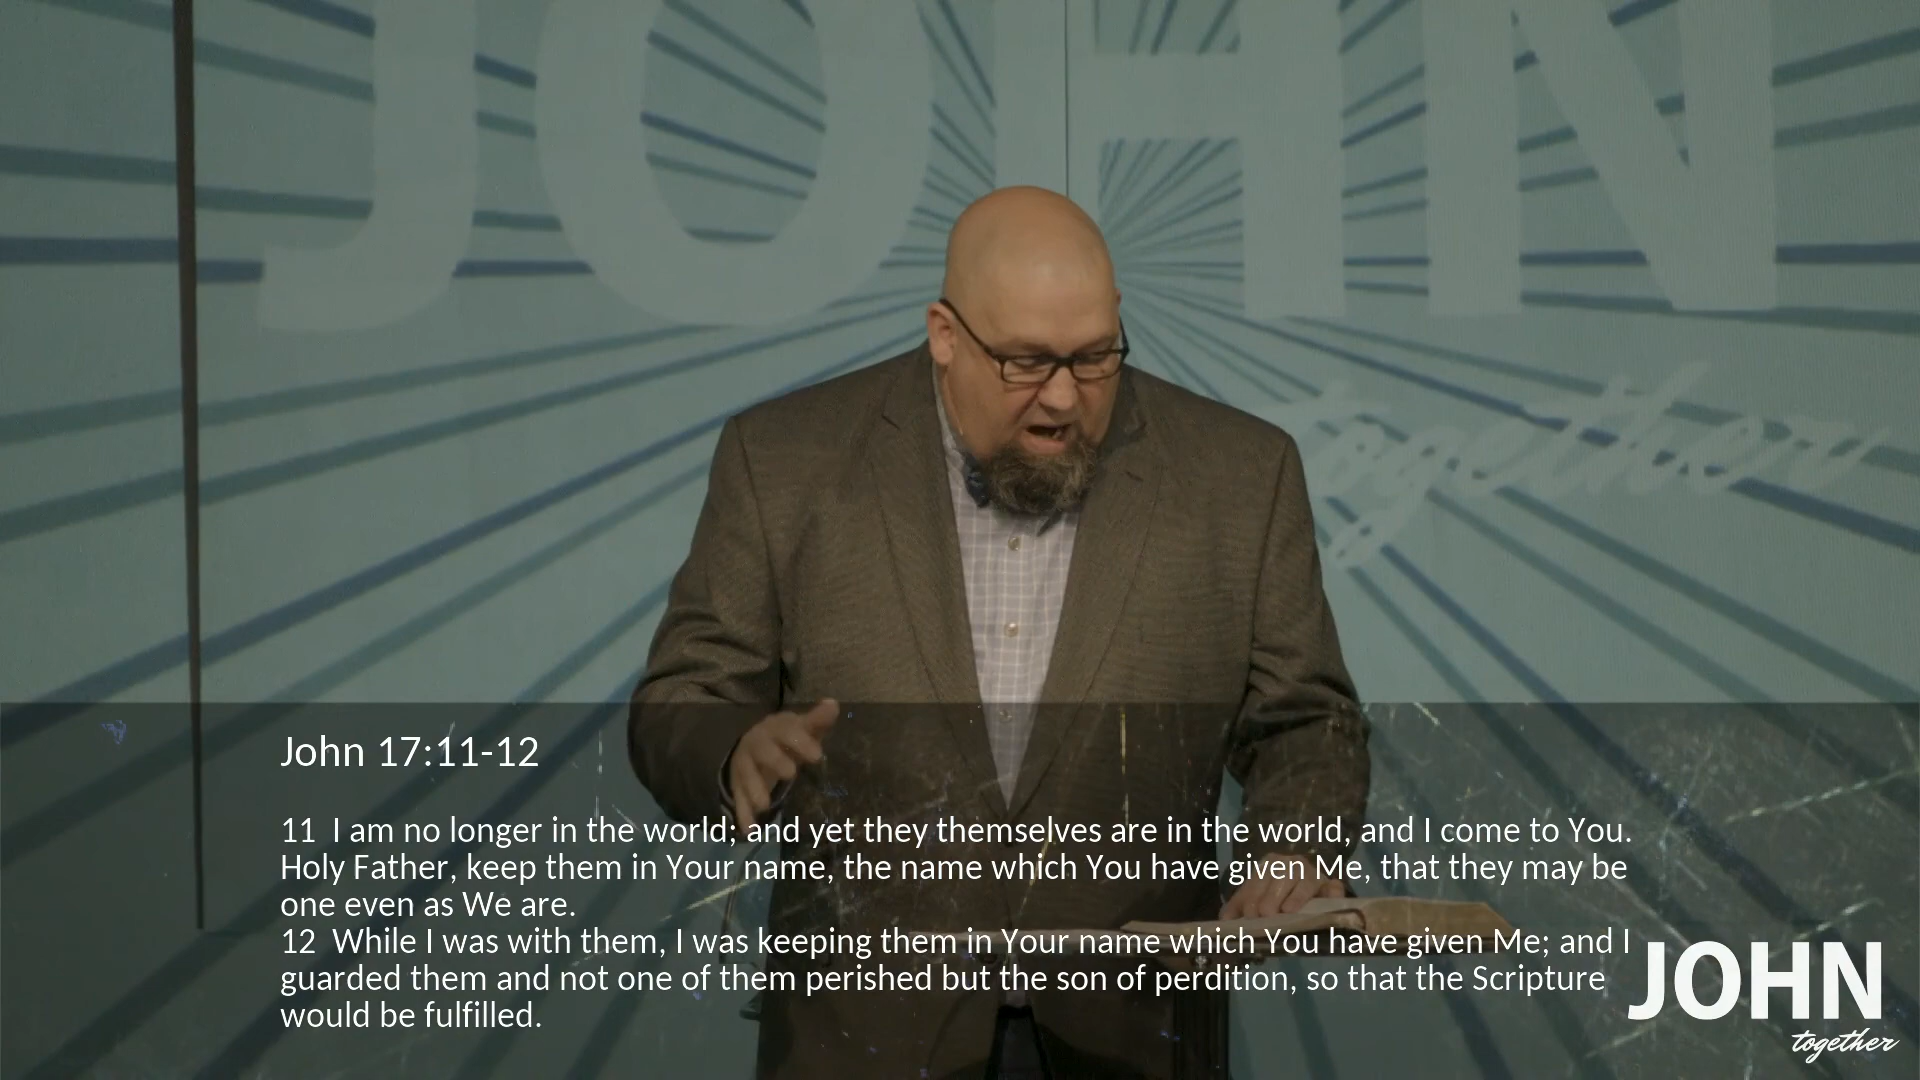 JOHN
together
John 17:11-12
11 I am no longer in the world; and yet they themselves are in the world, and I come to You.
Holy Father, keep them in Your name, the name which You have given Me, that they may be
one even as We are.
12 While I was with them, I was keeping them in Your name which You have given Me; and I
guarded them and not one of them perished but the son of perdition, so that the Scripture
would be fulfilled.
JOHN
together